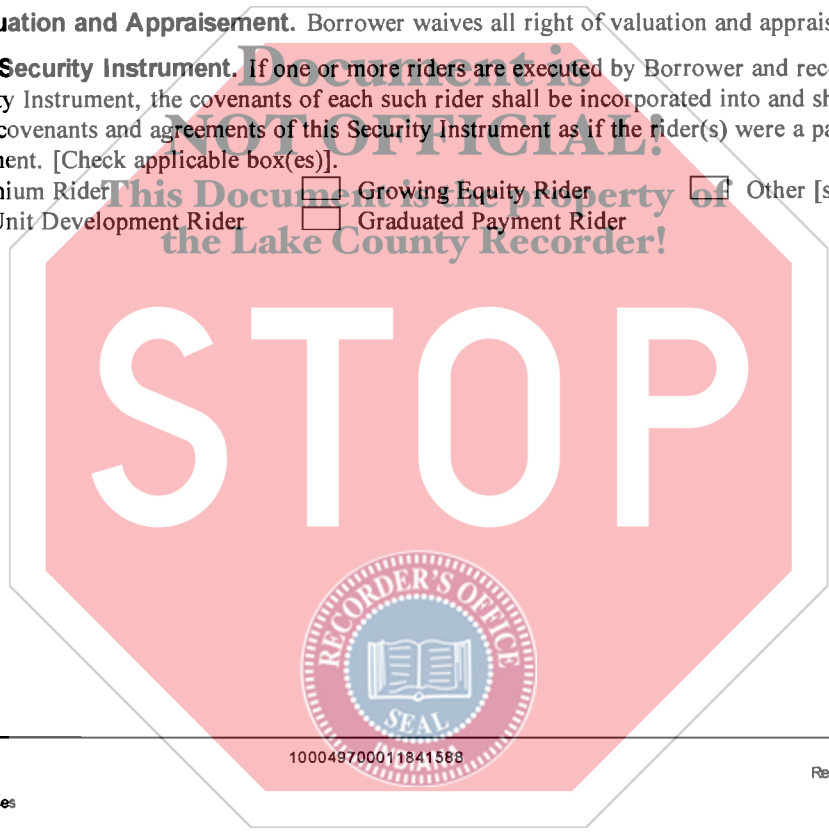 uation and Appraisement. Borrower waives all right of valuation and apprais
Document is
Security Instrument. If one or more riders are executed by Borrower and rec
y Instrument, the covenants of each such rider shall be incorporated into and sh
covenants and agreements of this Security Instrument as if the rider(s) were a pa
NOT OFFICIAL!
nent. [Check applicable box(es)].
nium Rider Growing Equity Rider Other [s
This Document is the property of
Unit Development Rider Graduated Payment Rider
the Lake County Recorder!
STOP
RECORDER'S OFFICE
SEAL
INDIANA
100049700011841588
Re
es